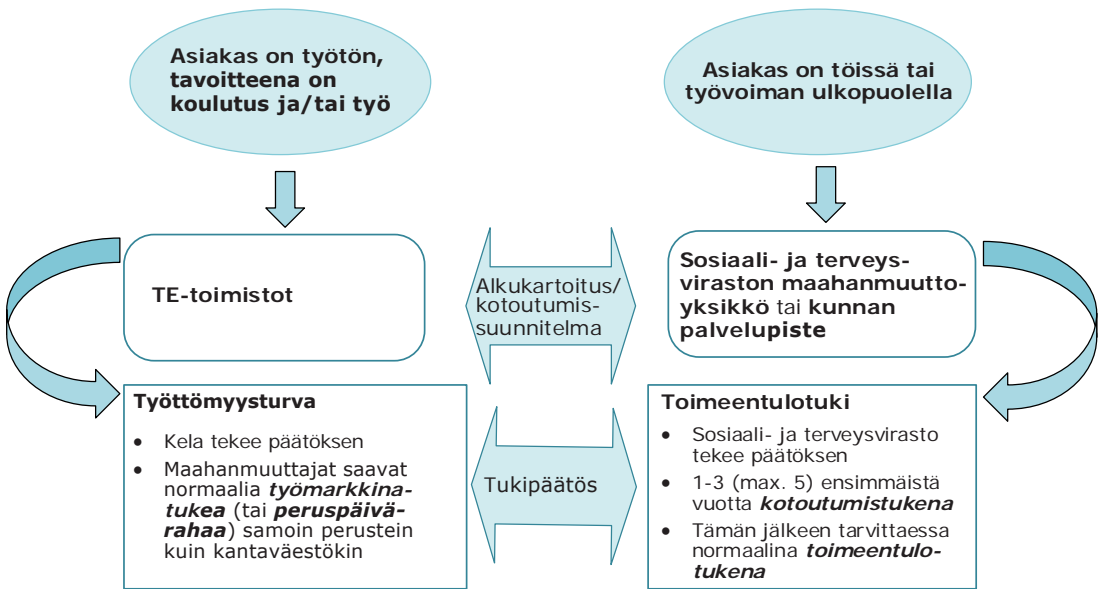 Asiakas on työtön,
tavoitteena on
koulutus ja/tai työ
Asiakas on töissä tai
työvoiman ulkopuolella
TE-toimistot
Alkukartoitus/
kotoutumis-
suunnitelma
Sosiaali- ja terveys-
viraston maahanmuutto-
yksikkö tai kunnan
palvelupiste
Työttömyysturva
• Kela tekee päätöksen
• Maahanmuuttajat saavat
normaalia työmarkkina-
tukea (tai peruspäivä-
rahaa) samoin perustein
kuin kantaväestökin
Tukipäätös
Toimeentulotuki
• Sosiaali- ja terveysvirasto
tekee päätöksen
• 1-3 (max. 5) ensimmäistä
vuotta kotoutumistukena
• Tämän jälkeen tarvittaessa
normaalina toimeentulo-
tukena